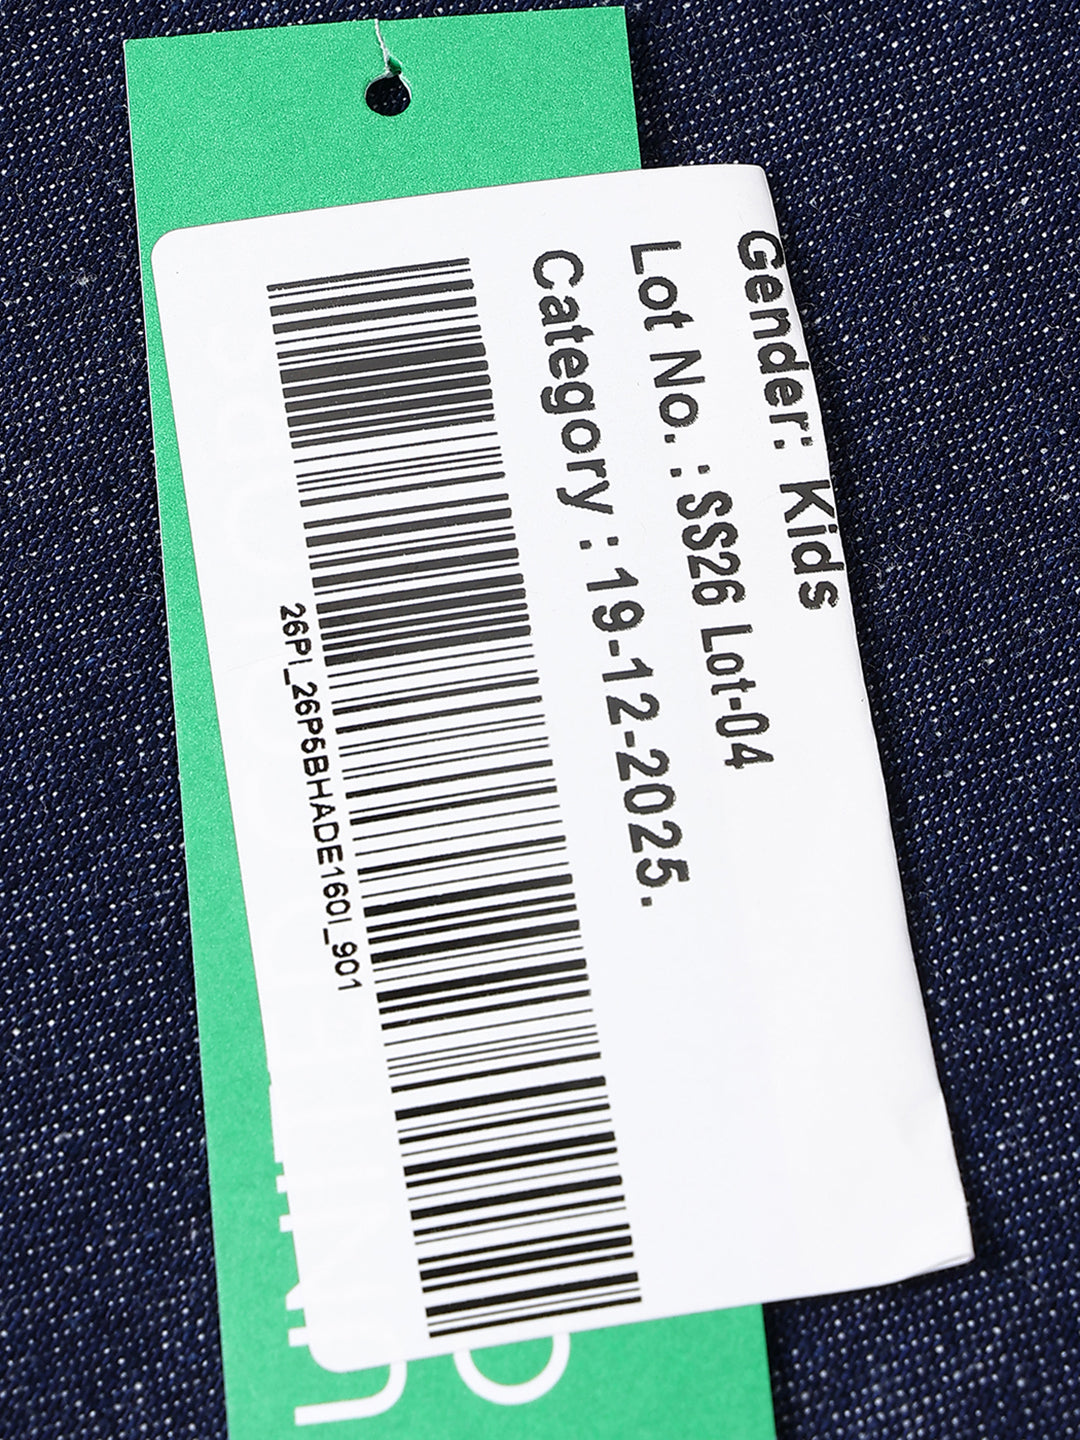 Gender: Kids
Lot No. : SS26 Lot-04
Category : 19-12-2025.
26PI_26P6BHADE160I_901